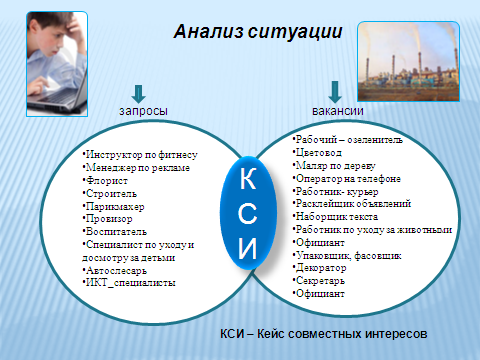 Анализ ситуации
запросы
вакансии
•Инструктор по фитнесу
•Менеджер по рекламе
•Флорист
•Строитель
•Парикмахер
•Провизор
•Воспитатель
•Специалист по уходу и
досмотру за детьми
•Автослесарь
•ИКТ_специалисты
К
С
И
•Рабочий – озеленитель
•Цветовод
•Маляр по дереву
•Оператор на телефоне
•Работник- курьер
•Расклейщик объявлений
•Наборщик текста
•Работник по уходу за животными
•Официант
•Упаковщик, фасовщик
•Декоратор
•Секретарь
•Официант
КСИ – Кейс совместных интересов